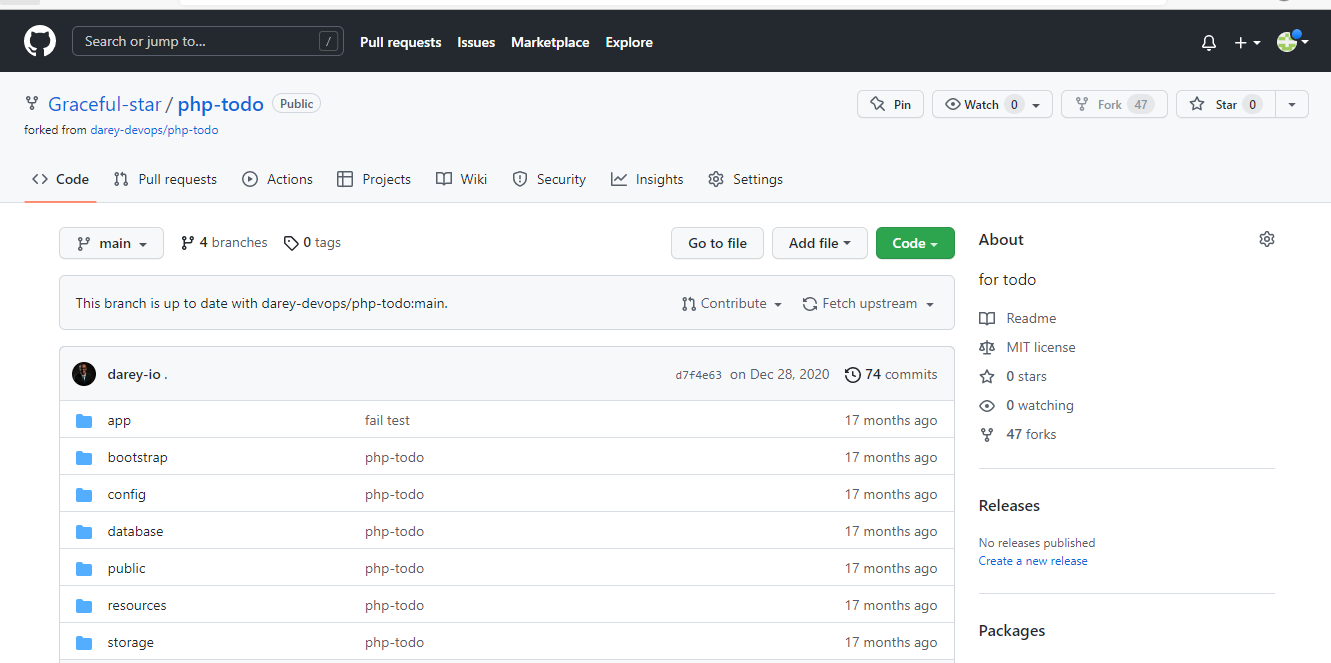 Search or jump to... / Pull requests Issues Marketplace Explore
Graceful-star / php-todo Public Pin Watch 0 Fork 47 Star 0
forked from darey-devops/php-todo
Code Pull requests Actions Projects Wiki Security Insights Settings
main 4 branches 0 tags Go to file Add file Code
This branch is up to date with darey-devops/php-todo:main. Contribute Fetch upstream
darey-io . d7f4e63 on Dec 28, 2020 74 commits
app fail test 17 months ago
bootstrap php-todo 17 months ago
config php-todo 17 months ago
database php-todo 17 months ago
public php-todo 17 months ago
resources php-todo 17 months ago
storage php-todo 17 months ago
About
for todo
Readme
MIT license
0 stars
0 watching
47 forks
Releases
No releases published
Create a new release
Packages